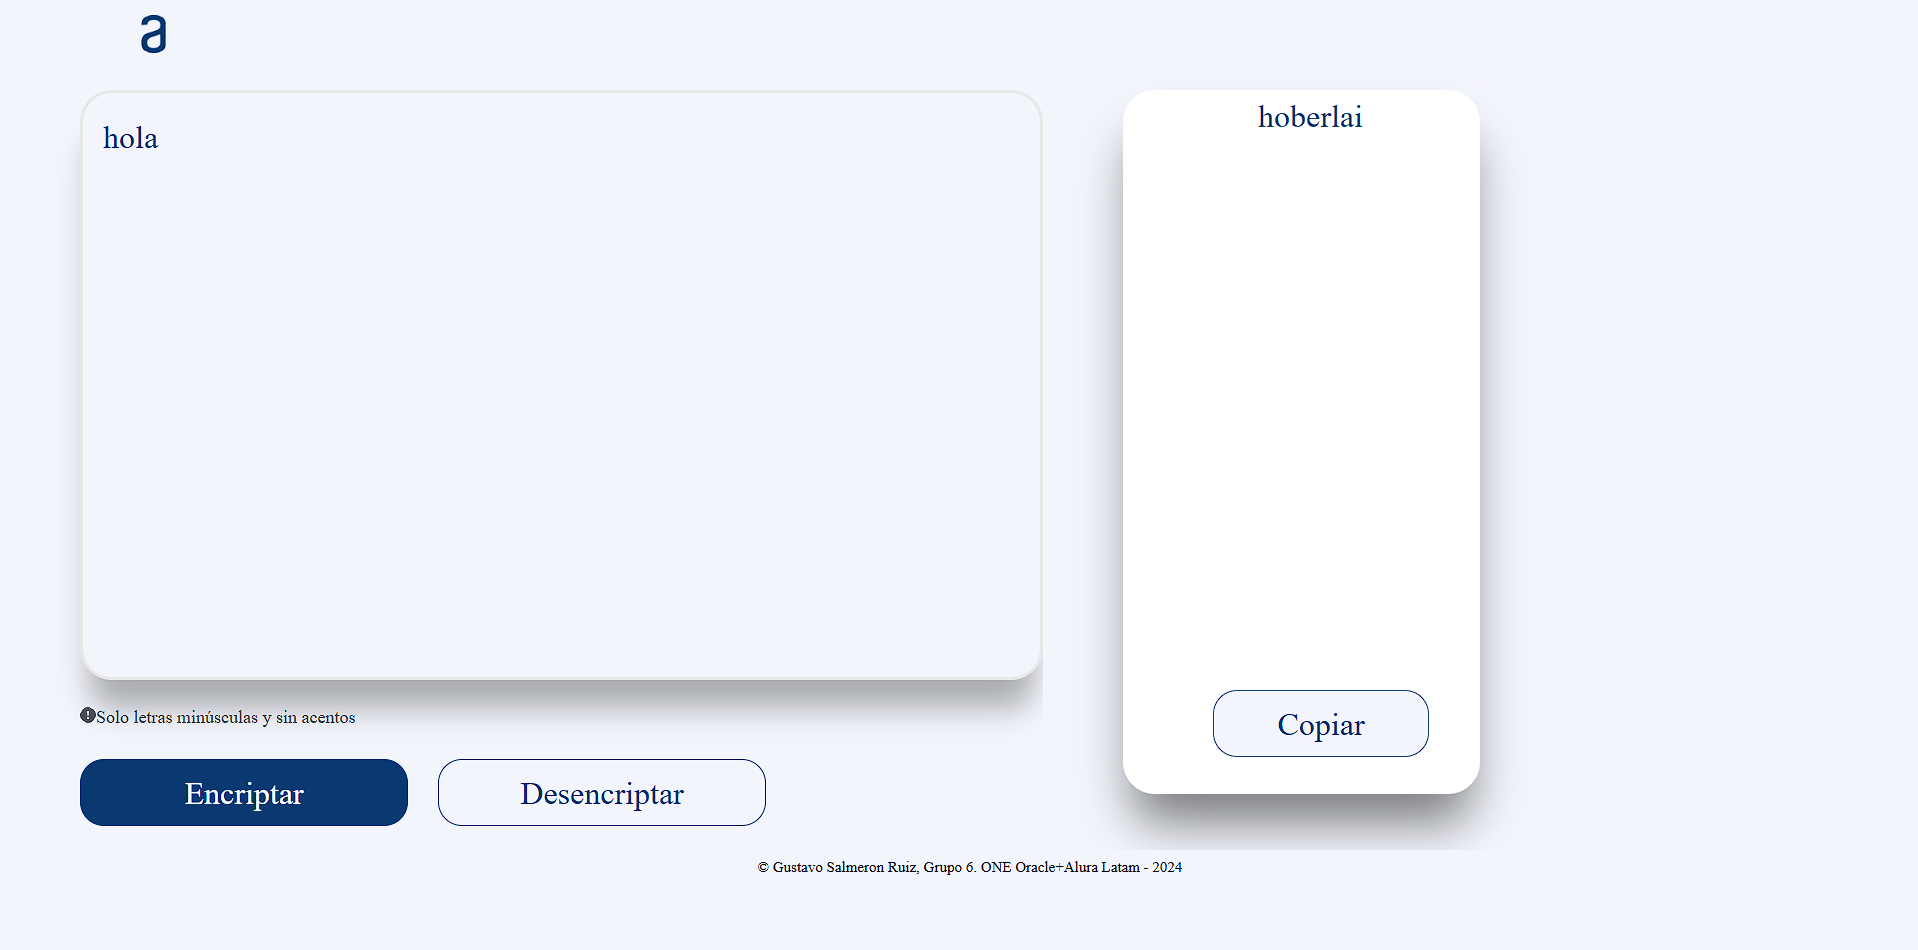 a
hola
hoberlai
Solo letras minúsculas y sin acentos
Encriptar
Desencriptar
Copiar
© Gustavo Salmeron Ruiz, Grupo 6. ONE Oracle+Alura Latam - 2024